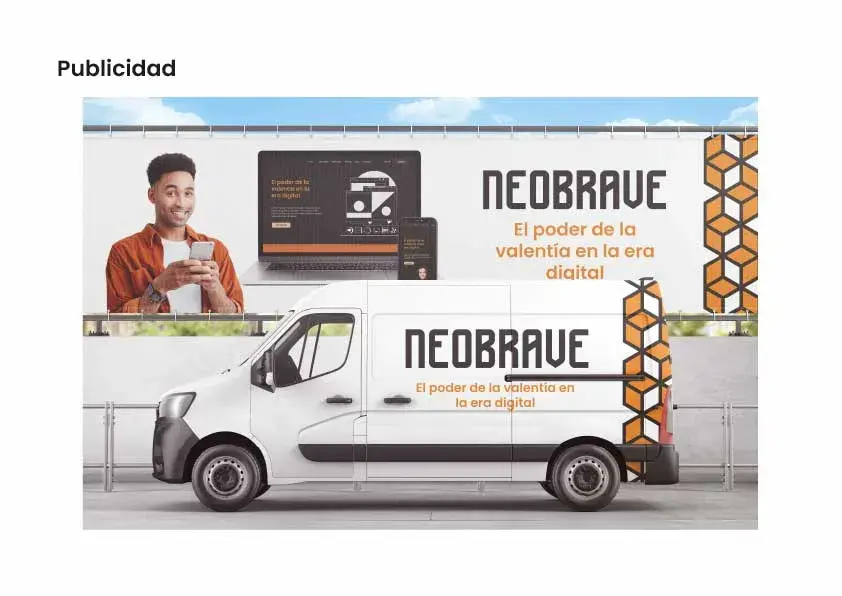 Publicidad
NEOBRAVE
El poder de la
valentía en la era
digital
El poder de la
valentía en la
era digital
NEOBRAVE
El poder de la valentía en
la era digital